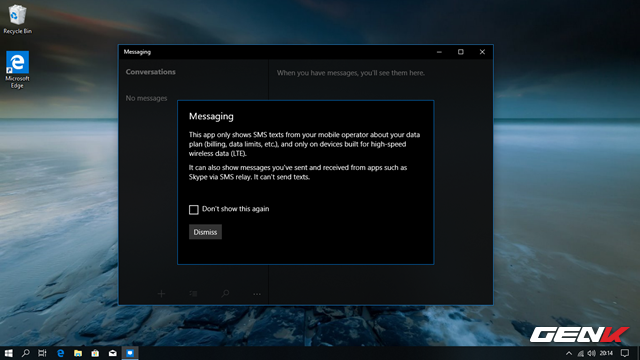 Recycle Bin
Microsoft
Edge
Messaging
Conversations
When you have messages, you'll see them here.
No messages
Messaging
This app only shows SMS texts from your mobile operator about your data
plan (billing, data limits, etc.), and only on devices built for high-speed
wireless data (LTE).
It can also show messages you've sent and received from apps such as
Skype via SMS relay. It can't send texts.
Don't show this again
Dismiss
GENK
20:14